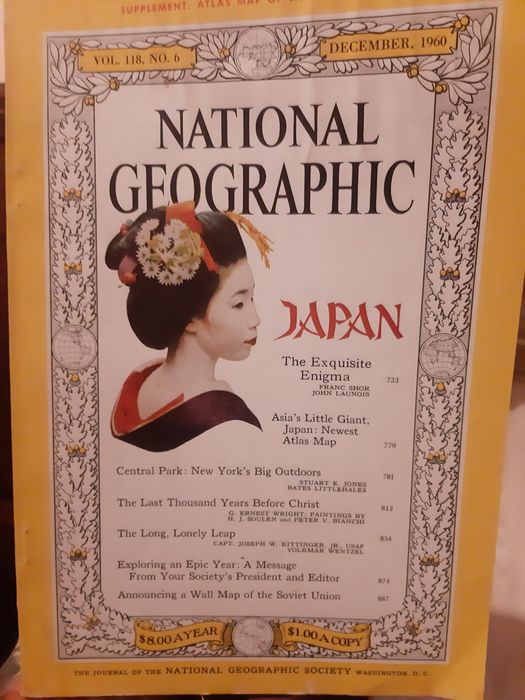 SUPPLEMENT: ATLAS MAP OF
VOL. 118, NO. 6
DECEMBER, 1960
NATIONAL
GEOGRAPHIC
JAPAN
The Exquisite
Enigma 733
FRANC SHOR
JOHN LAUNOIS
Asia's Little Giant,
Japan: Newest
Atlas Map 779
Central Park: New York's Big Outdoors 781
STUART E. JONES
BATES LITTLEHALES
The Last Thousand Years Before Christ 812
G. ERNEST WRIGHT; PAINTINGS BY
H. J. SOULEN and PETER V. BIANCHI
The Long, Lonely Leap 854
CAPT. JOSEPH W. KITTINGER, JR., USAF
VOLKMAR WENTZEL
Exploring an Epic Year: A Message
From Your Society's President and Editor 874
Announcing a Wall Map of the Soviet Union 887
$8.00 A YEAR
$1.00 A COPY
THE JOURNAL OF THE NATIONAL GEOGRAPHIC SOCIETY WASHINGTON, D. C.